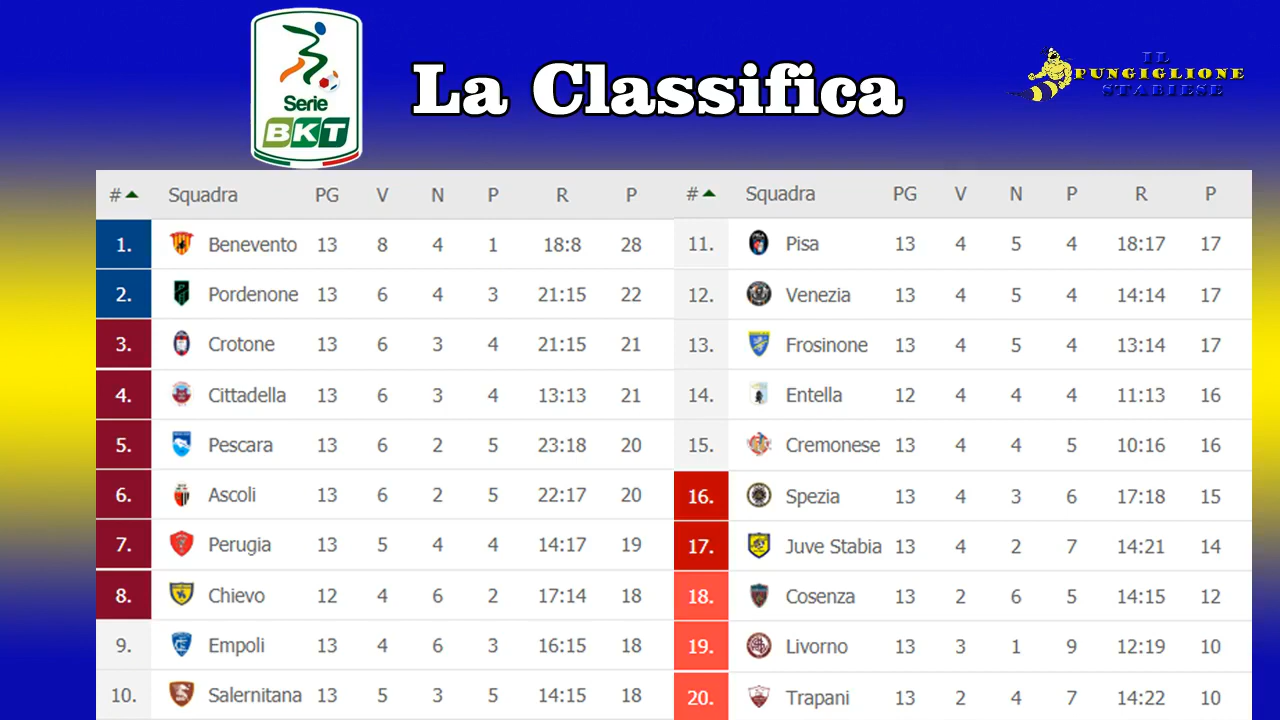 Serie
BKT
La Classifica
IL
PUNGIGLIONE
STABIESE
# Squadra PG V N P R P
1. Benevento 13 8 4 1 18:8 28
2. Pordenone 13 6 4 3 21:15 22
3. Crotone 13 6 3 4 21:15 21
4. Cittadella 13 6 3 4 13:13 21
5. Pescara 13 6 2 5 23:18 20
6. Ascoli 13 6 2 5 22:17 20
7. Perugia 13 5 4 4 14:17 19
8. Chievo 12 4 6 2 17:14 18
9. Empoli 13 4 6 3 16:15 18
10. Salernitana 13 5 3 5 14:15 18
# Squadra PG V N P R P
11. Pisa 13 4 5 4 18:17 17
12. Venezia 13 4 5 4 14:14 17
13. Frosinone 13 4 5 4 13:14 17
14. Entella 12 4 4 4 11:13 16
15. Cremonese 13 4 4 5 10:16 16
16. Spezia 13 4 3 6 17:18 15
17. Juve Stabia 13 4 2 7 14:21 14
18. Cosenza 13 2 6 5 14:15 12
19. Livorno 13 3 1 9 12:19 10
20. Trapani 13 2 4 7 14:22 10